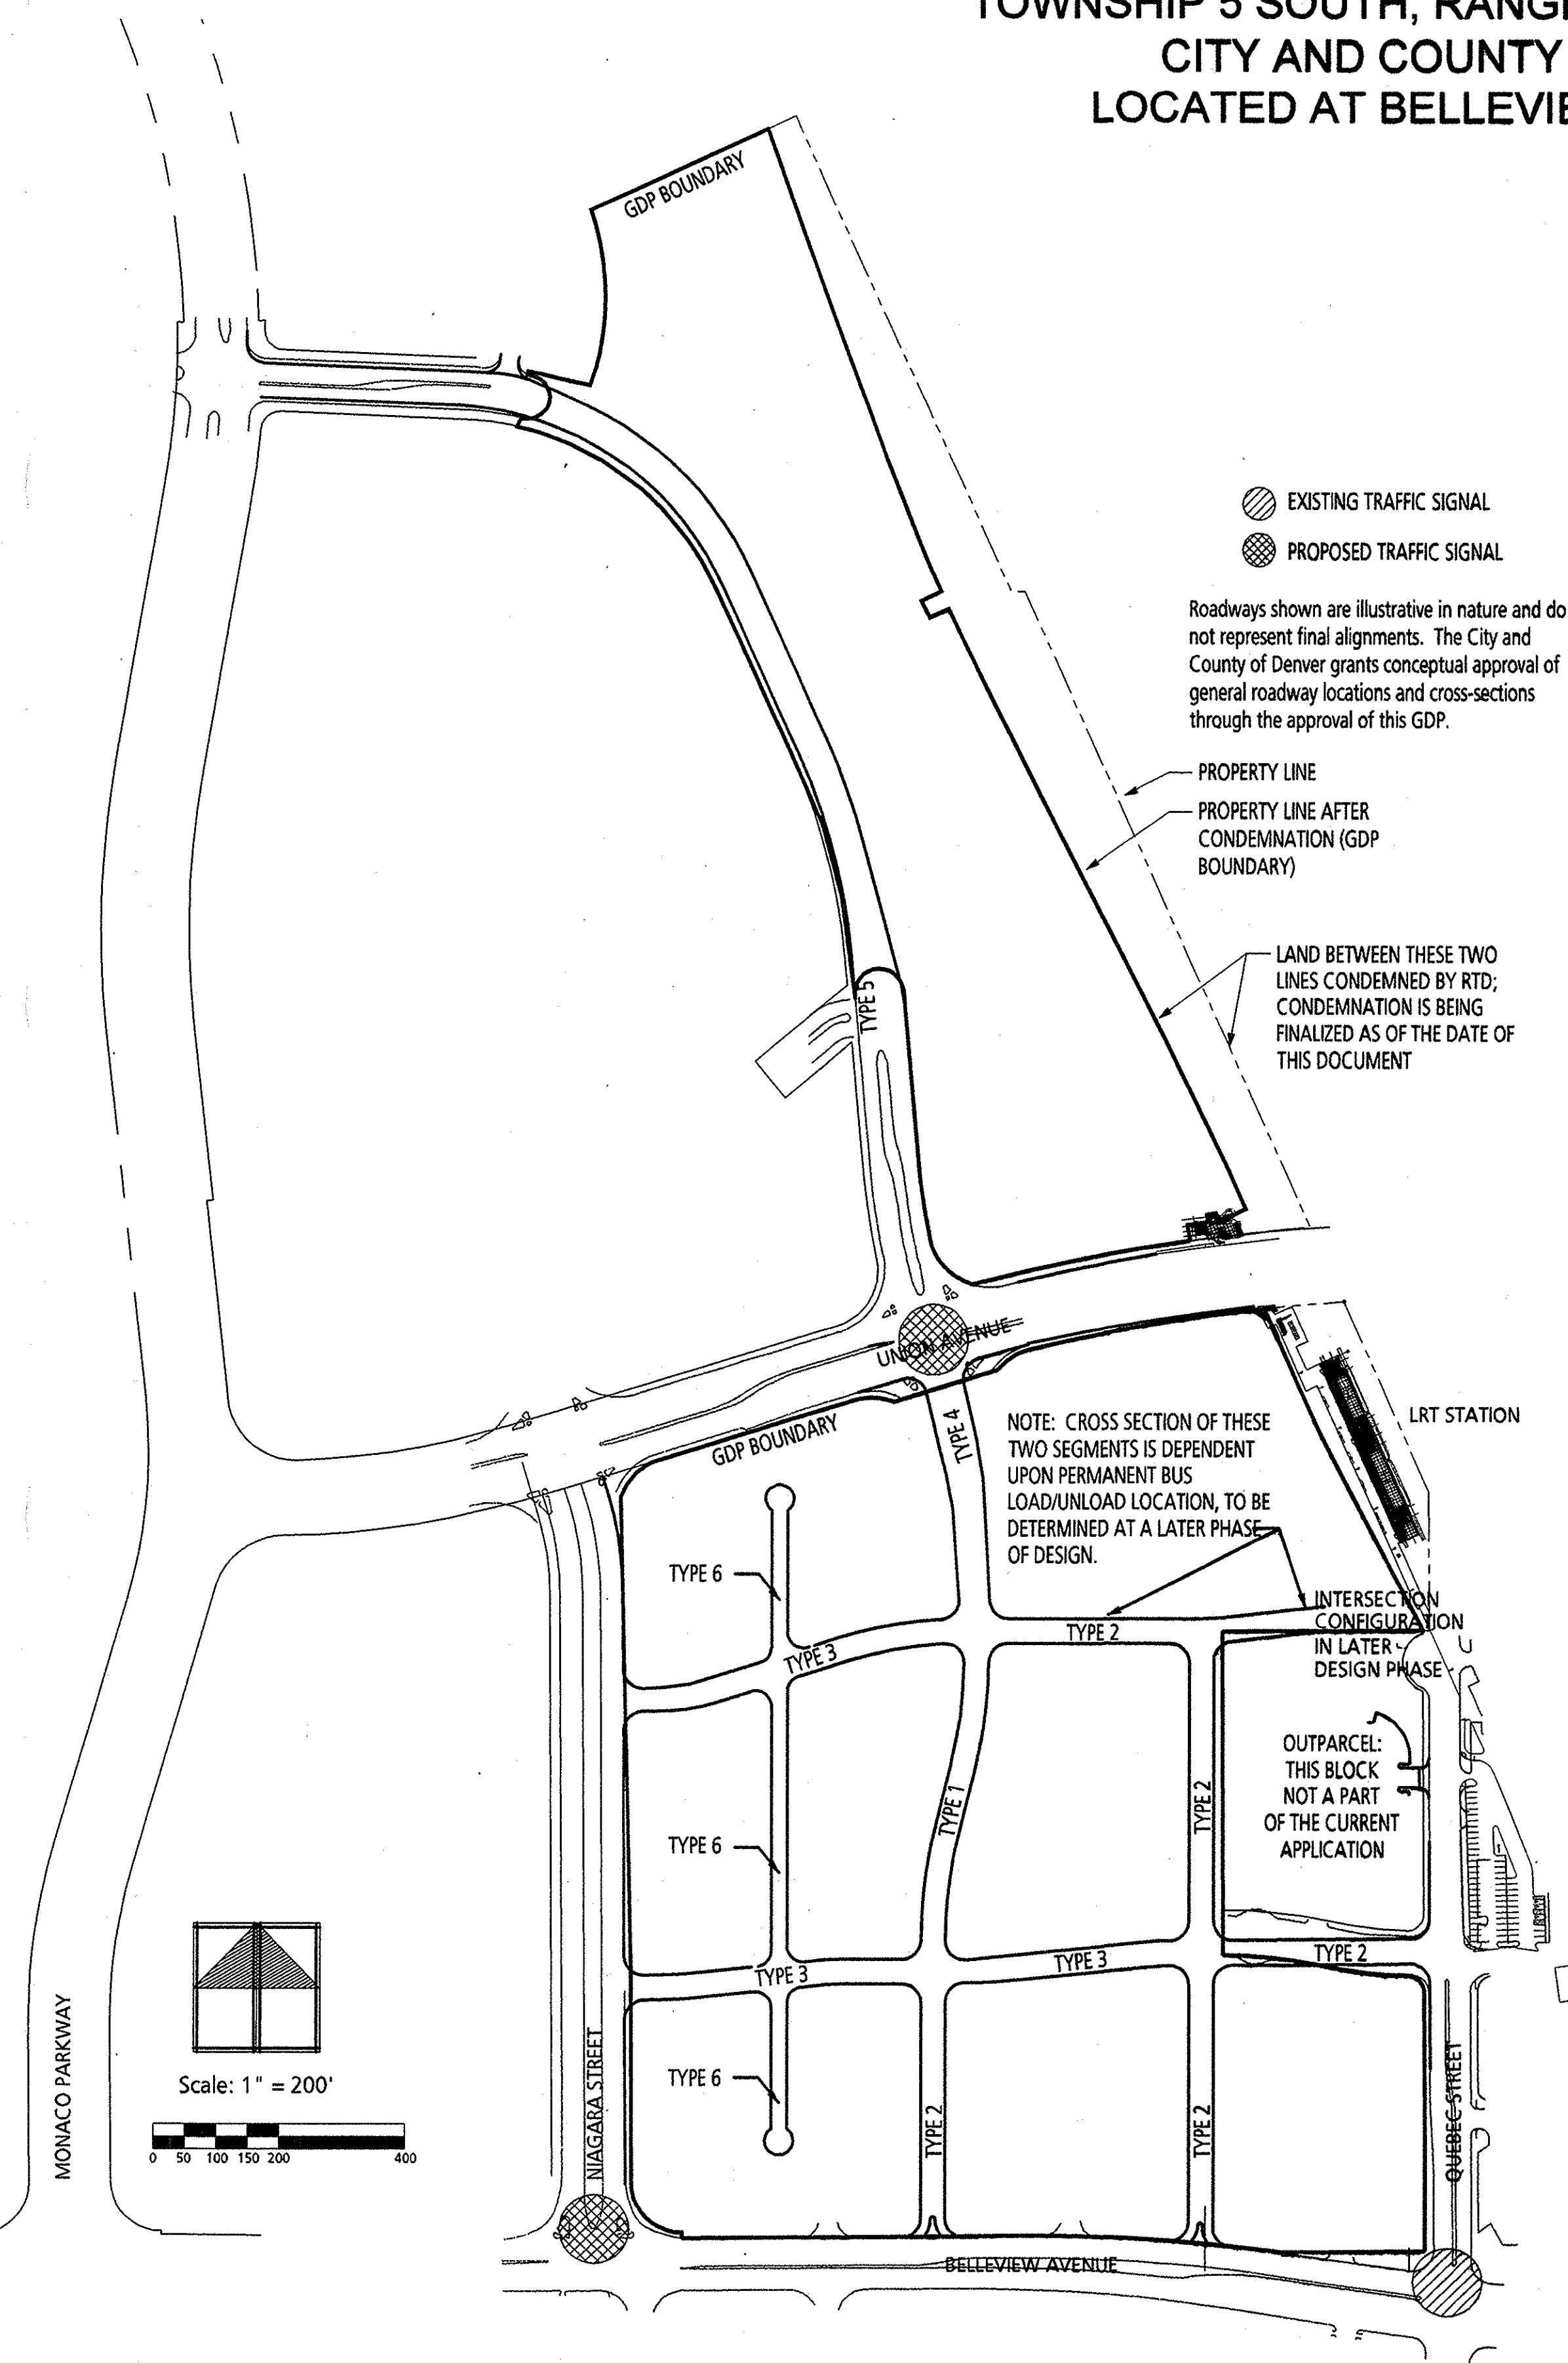 TOWNSHIP 5 SOUTH,
CITY AND COUNTY
LOCATED AT
GDP BOUNDARY
EXISTING TRAFFIC SIGNAL
PROPOSED TRAFFIC SIGNAL
Roadways shown are illustrative in nature and do
not represent final alignments. The City and
County of Denver grants conceptual approval of
general roadway locations and cross-sections
through the approval of this GDP.
PROPERTY LINE
PROPERTY LINE AFTER
CONDEMNATION (GDP
BOUNDARY)
LAND BETWEEN THESE TWO
LINES CONDEMNED BY RTD;
CONDEMNATION IS BEING
FINALIZED AS OF THE DATE OF
THIS DOCUMENT
TYPE 5
UNION AVENUE
GDP BOUNDARY
TYPE 4
NOTE: CROSS SECTION OF THESE
TWO SEGMENTS IS DEPENDENT
UPON PERMANENT BUS
LOAD/UNLOAD LOCATION, TO BE
DETERMINED AT A LATER PHASE
OF DESIGN.
LRT STATION
TYPE 6
INTERSECTION
CONFIGURATION
IN LATER
DESIGN PHASE
TYPE 2
TYPE 3
OUTPARCEL:
THIS BLOCK
NOT A PART
OF THE CURRENT
APPLICATION
TYPE 1
TYPE 2
TYPE 6
TYPE 2
TYPE 3
TYPE 3
TYPE 6
TYPE 2
TYPE 2
MONACO PARKWAY
NIAGARA STREET
QUEBEC STREET
Scale: 1" = 200'
0 50 100 150 200 400
BELLEVIEW AVENUE